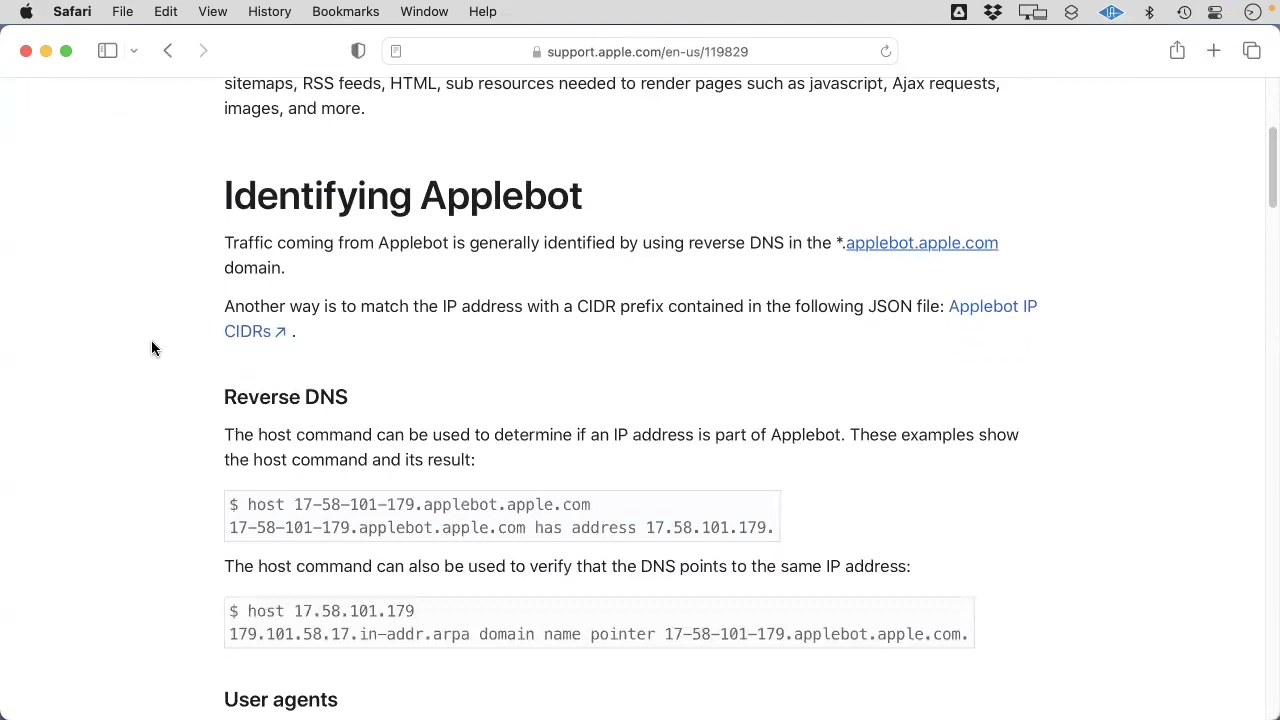 Safari File Edit View History Bookmarks Window Help
support.apple.com/en-us/119829
sitemaps, RSS feeds, HTML, sub resources needed to render pages such as javascript, Ajax requests,
images, and more.
Identifying Applebot
Traffic coming from Applebot is generally identified by using reverse DNS in the *.applebot.apple.com
domain.
Another way is to match the IP address with a CIDR prefix contained in the following JSON file: Applebot IP
CIDRs ↗ .
Reverse DNS
The host command can be used to determine if an IP address is part of Applebot. These examples show
the host command and its result:
$ host 17-58-101-179.applebot.apple.com
17-58-101-179.applebot.apple.com has address 17.58.101.179.
The host command can also be used to verify that the DNS points to the same IP address:
$ host 17.58.101.179
179.101.58.17.in-addr.arpa domain name pointer 17-58-101-179.applebot.apple.com.
User agents